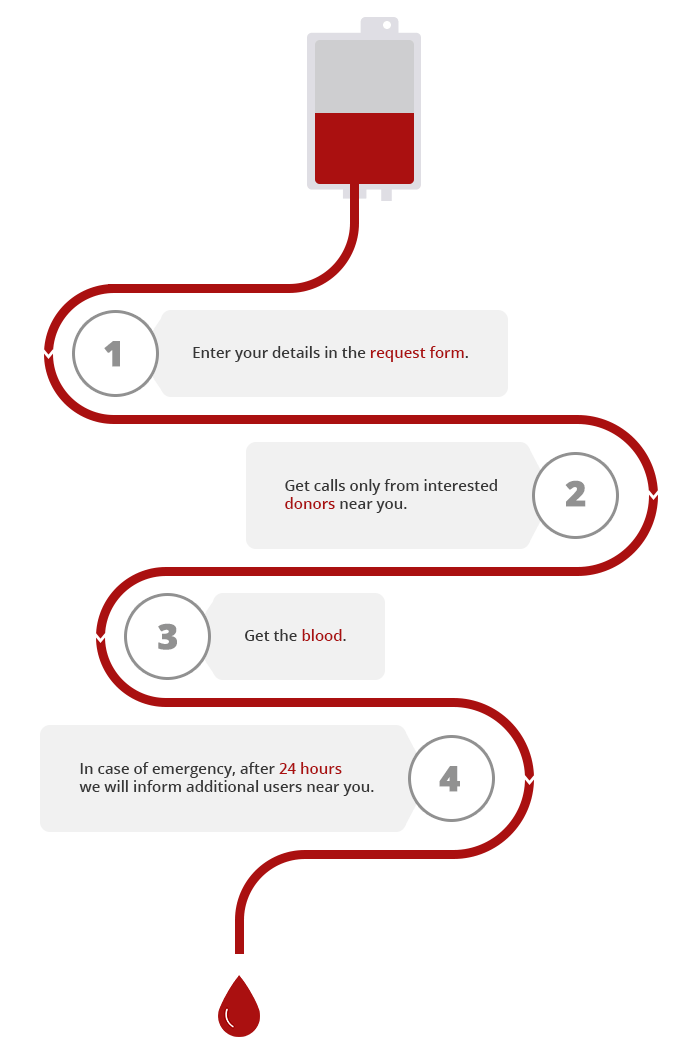 1
Enter your details in the request form.
Get calls only from interested
donors near you.
2
3
Get the blood.
In case of emergency, after 24 hours
we will inform additional users near you.
4